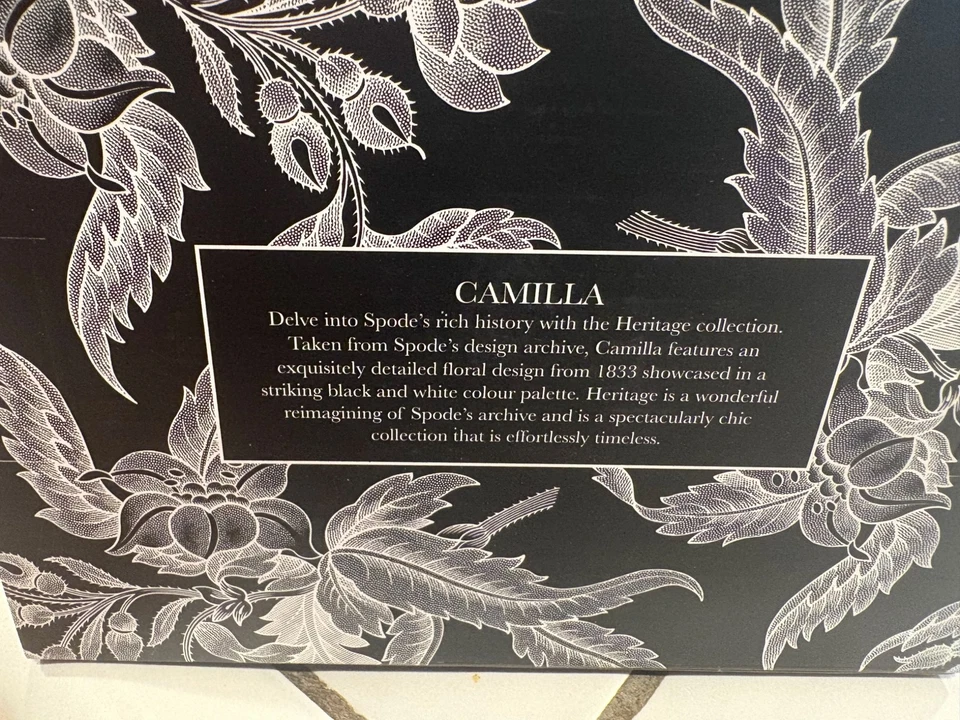 CAMILLA
Delve into Spode's rich history with the Heritage collection.
Taken from Spode's design archive, Camilla features an
exquisitely detailed floral design from 1833 showcased in a
striking black and white colour palette. Heritage is a wonderful
reimagining of Spode's archive and is a spectacularly chic
collection that is effortlessly timeless.